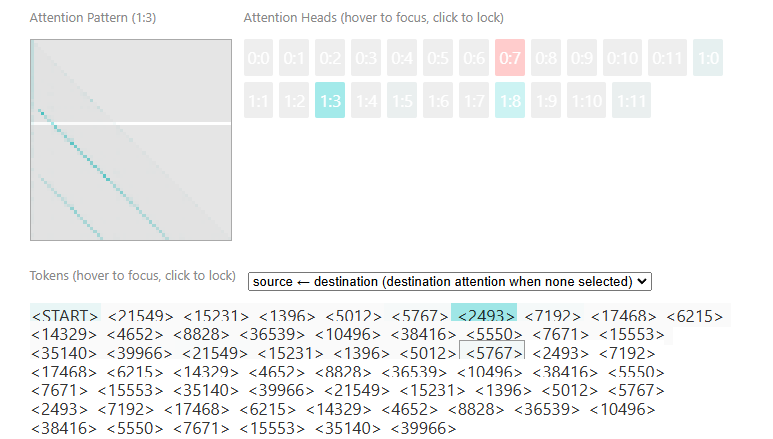 Attention Pattern (1:3)
Attention Heads (hover to focus, click to lock)
0:0 0:1 0:2 0:3 0:4 0:5 0:6 0:7 0:8 0:9 0:10 0:11 1:0
1:1 1:2 1:3 1:4 1:5 1:6 1:7 1:8 1:9 1:10 1:11
Tokens (hover to focus, click to lock)
source ← destination (destination attention when none selected)
<START> <21549> <15231> <1396> <5012> <5767> <2493> <7192> <17468> <6215>
<14329> <4652> <8828> <36539> <10496> <38416> <5550> <7671> <15553>
<35140> <39966> <21549> <15231> <1396> <5012> <5767> <2493> <7192>
<17468> <6215> <14329> <4652> <8828> <36539> <10496> <38416> <5550>
<7671> <15553> <35140> <39966> <21549> <15231> <1396> <5012> <5767>
<2493> <7192> <17468> <6215> <14329> <4652> <8828> <36539> <10496>
<38416> <5550> <7671> <15553> <35140> <39966>